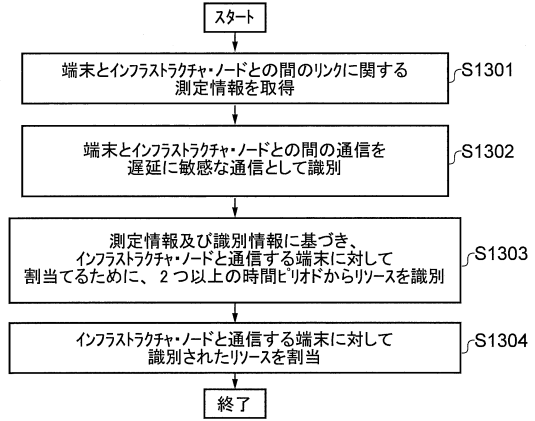 スタート
端末とインフラストラクチャ・ノードとの間のリンクに関する
測定情報を取得
S1301
端末とインフラストラクチャ・ノードとの間の通信を
遅延に敏感な通信として識別
S1302
測定情報及び識別情報に基づき、
インフラストラクチャ・ノードと通信する端末に対して
割当てるために、２つ以上の時間ピリオドからリソースを識別
S1303
インフラストラクチャ・ノードと通信する端末に対して
識別されたリソースを割当
S1304
終了